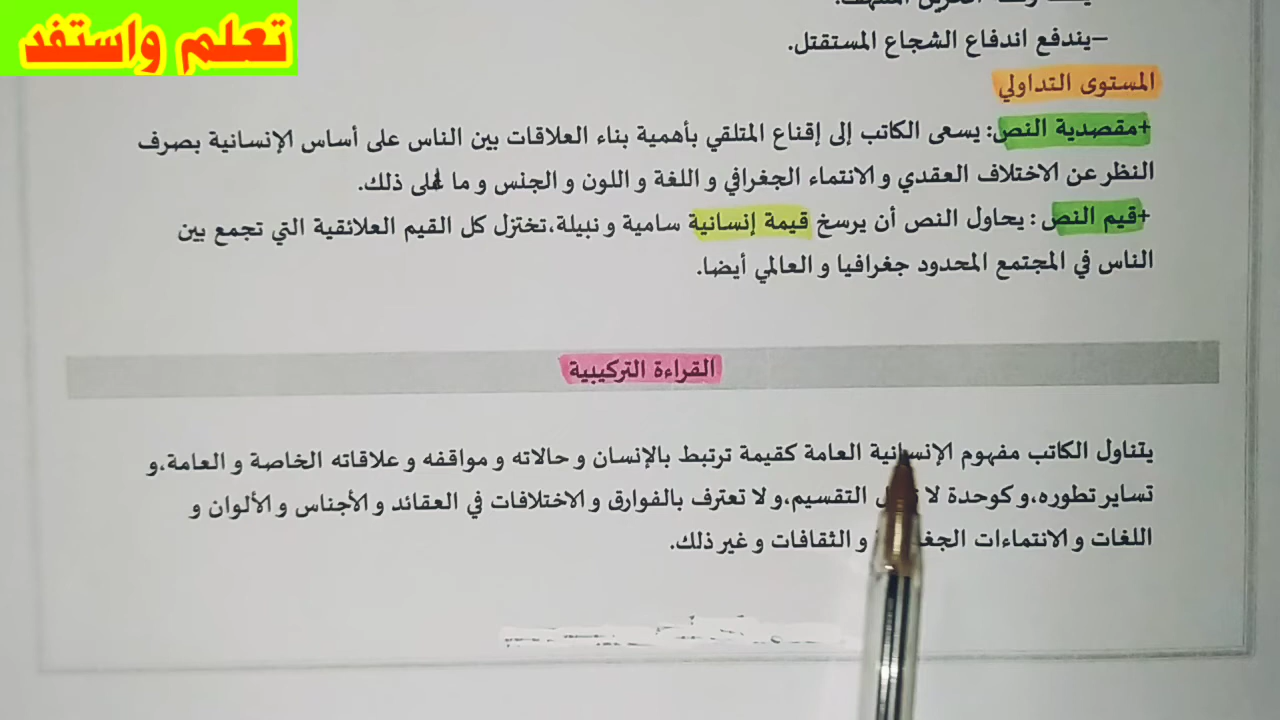 تعلم واستفد
–يندفع اندفاع الشجاع المستقتل.
المستوى التداولي
+مقصدية النص: يسعى الكاتب إلى إقناع المتلقي بأهمية بناء العلاقات بين الناس على أساس الإنسانية بصرف
النظر عن الاختلاف العقدي و الانتماء الجغرافي و اللغة و اللون و الجنس و ما إلى ذلك.
+قيم النص : يحاول النص أن يرسخ قيمة إنسانية سامية و نبيلة،تختزل كل القيم العلائقية التي تجمع بين
الناس في المجتمع المحدود جغرافيا و العالمي أيضا.
القراءة التركيبية
يتناول الكاتب مفهوم الإنسانية العامة كقيمة ترتبط بالإنسان و حالاته و مواقفه و علاقاته الخاصة و العامة،و
تساير تطوره،و كوحدة لا التقسيم،و لا تعترف بالفوارق و الاختلافات في العقائد و الأجناس و الألوان و
اللغات و الانتماءات و الثقافات و غير ذلك.